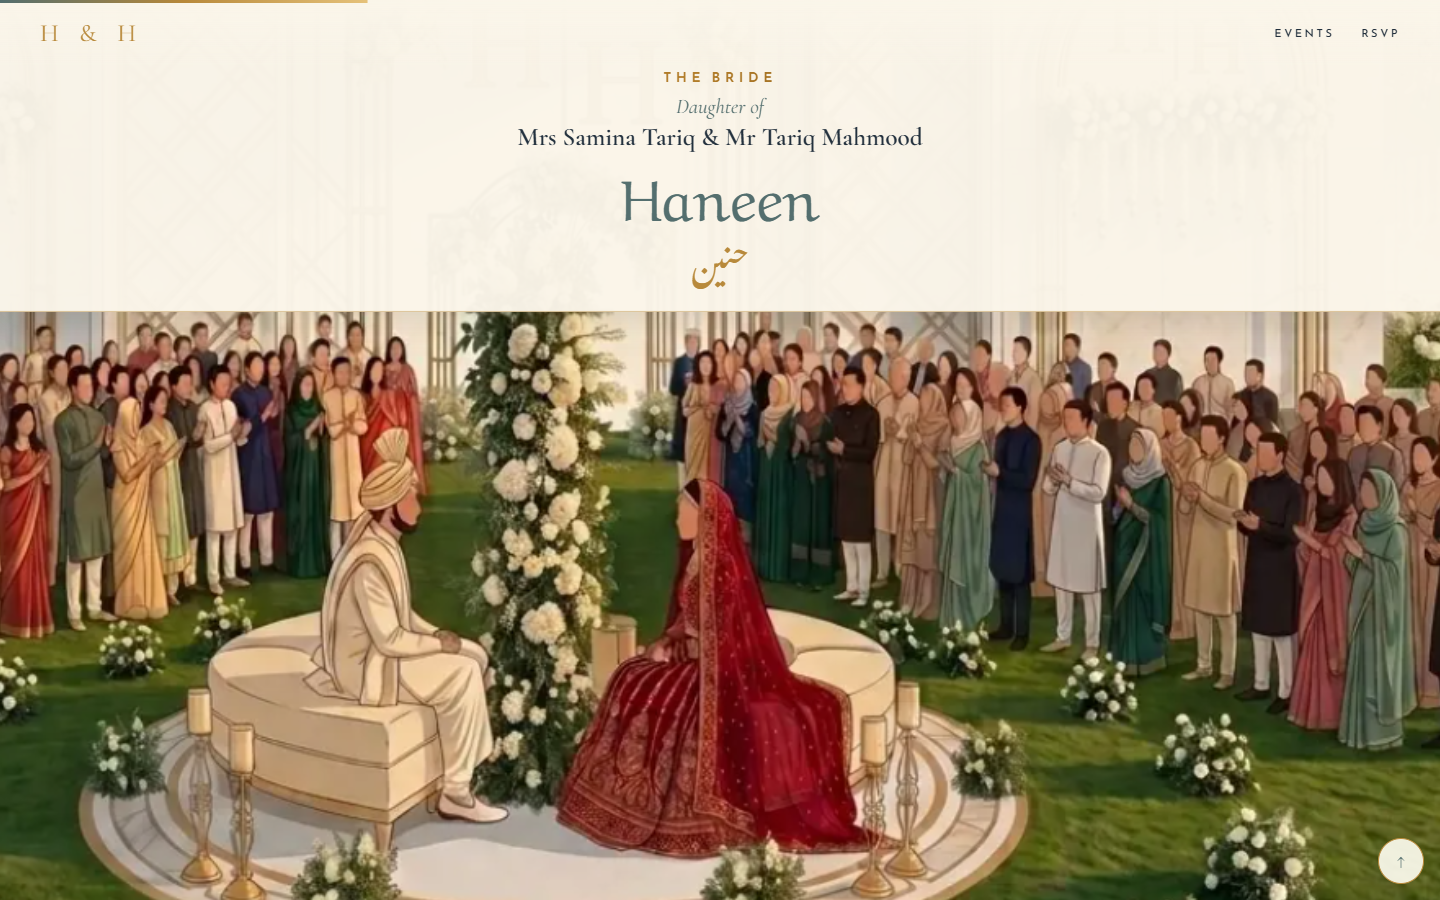 H & H
EVENTS RSVP
THE BRIDE
Daughter of
Mrs Samina Tariq & Mr Tariq Mahmood
Haneen
حنین
↑